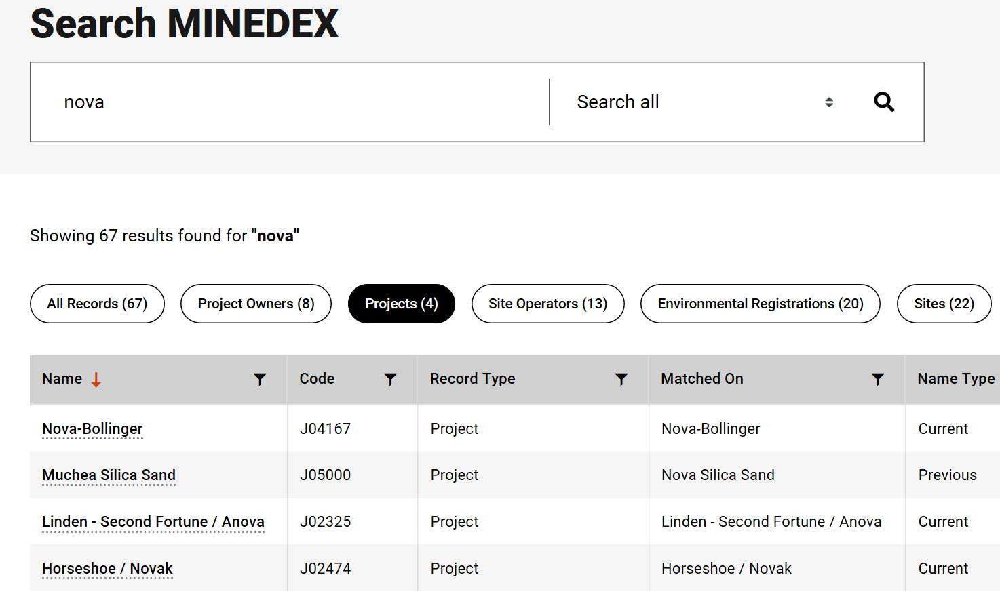 Search MINEDEX
nova Search all
Showing 67 results found for "nova"
All Records (67) Project Owners (8) Projects (4) Site Operators (13) Environmental Registrations (20) Sites (22)
Name Code Record Type Matched On Name Type
Nova-Bollinger J04167 Project Nova-Bollinger Current
Muchea Silica Sand J05000 Project Nova Silica Sand Previous
Linden - Second Fortune / Anova J02325 Project Linden - Second Fortune / Anova Current
Horseshoe / Novak J02474 Project Horseshoe / Novak Current